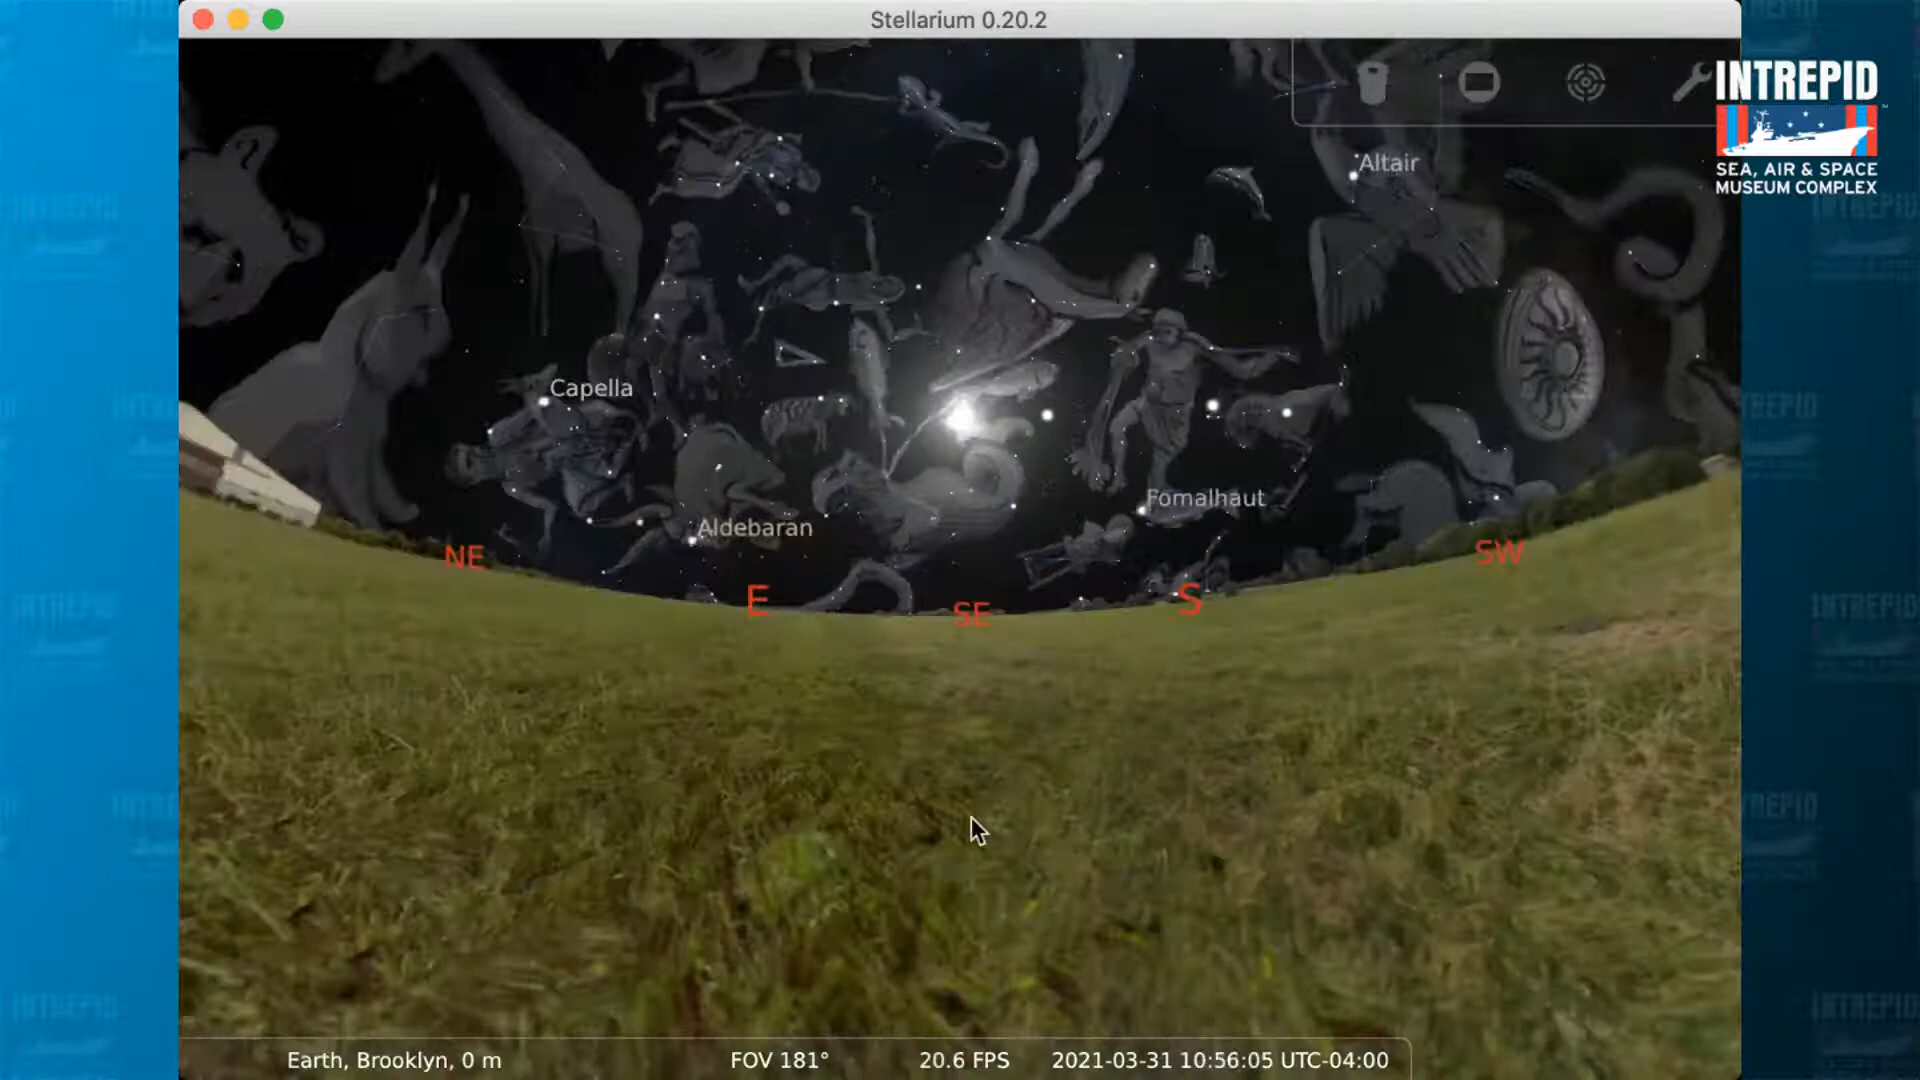 Stellarium 0.20.2
INTREPID
SEA, AIR & SPACE
MUSEUM COMPLEX
Altair
Capella
Fomalhaut
Aldebaran
NE
E
SE
S
SW
Earth, Brooklyn, 0 m
FOV 181°
20.6 FPS
2021-03-31 10:56:05 UTC-04:00